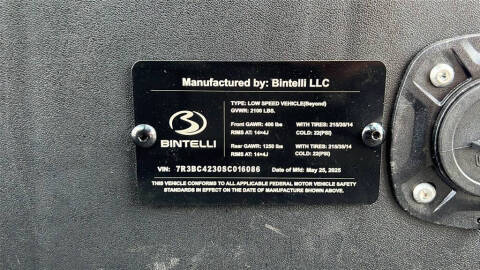 Manufactured by: Bintelli LLC
BINTELLI
TYPE: LOW SPEED VEHICLE(Beyond)
GVWR: 2100 LBS.
Front GAWR: 400 lbs WITH TIRES: 215/35/14
RIMS AT: 14×4J COLD: 22(PSI)
Rear GAWR: 1250 lbs WITH TIRES: 215/35/14
RIMS AT: 14×4J COLD: 22(PSI)
VIN: 7R3BC4230SC016086 Date of Mfd: May 25, 2025
THIS VEHICLE CONFORMS TO ALL APPLICABLE FEDERAL MOTOR VEHICLE SAFETY
STANDARDS IN EFFECT ON THE DATE OF MANUFACTURE SHOWN ABOVE.